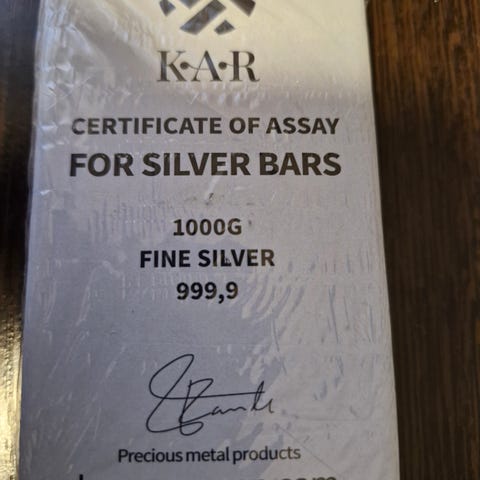 K·A·R
CERTIFICATE OF ASSAY
FOR SILVER BARS
1000G
FINE SILVER
999,9
Precious metal products